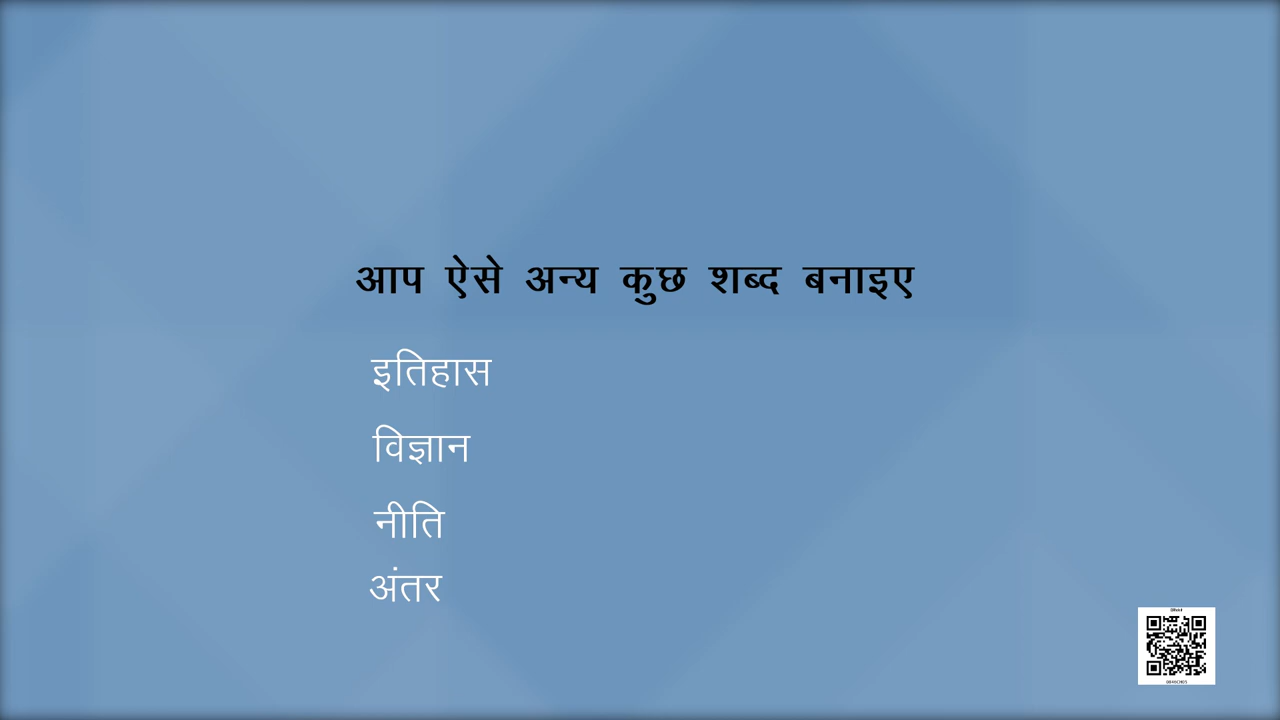 आप ऐसे अन्य कुछ शब्द बनाइए
इतिहास
विज्ञान
नीति
अंतर